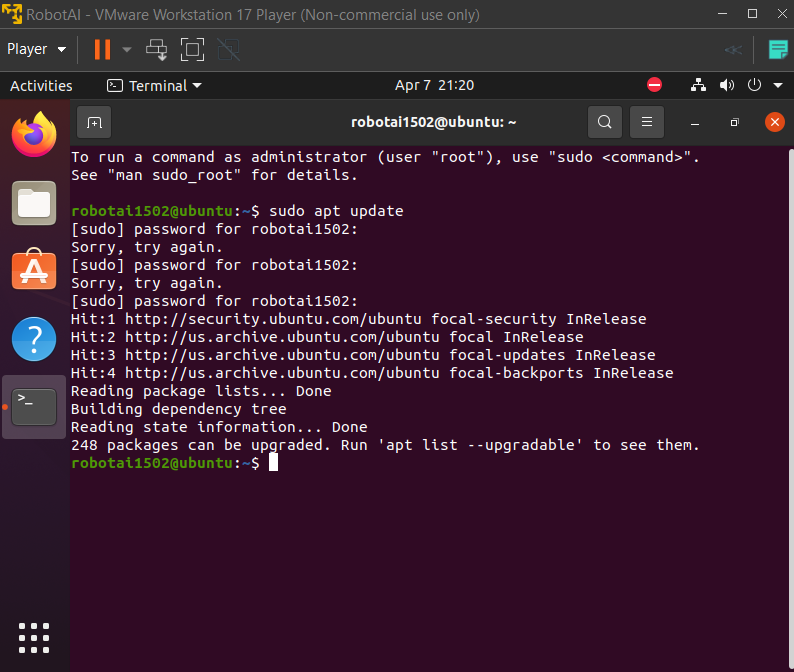 RobotAI - VMware Workstation 17 Player (Non-commercial use only)
Player
Activities
Terminal
Apr 7 21:20
robotai1502@ubuntu: ~
To run a command as administrator (user "root"), use "sudo <command>".
See "man sudo_root" for details.
robotai1502@ubuntu:~$ sudo apt update
[sudo] password for robotai1502:
Sorry, try again.
[sudo] password for robotai1502:
Sorry, try again.
[sudo] password for robotai1502:
Hit:1 http://security.ubuntu.com/ubuntu focal-security InRelease
Hit:2 http://us.archive.ubuntu.com/ubuntu focal InRelease
Hit:3 http://us.archive.ubuntu.com/ubuntu focal-updates InRelease
Hit:4 http://us.archive.ubuntu.com/ubuntu focal-backports InRelease
Reading package lists... Done
Building dependency tree
Reading state information... Done
248 packages can be upgraded. Run 'apt list --upgradable' to see them.
robotai1502@ubuntu:~$